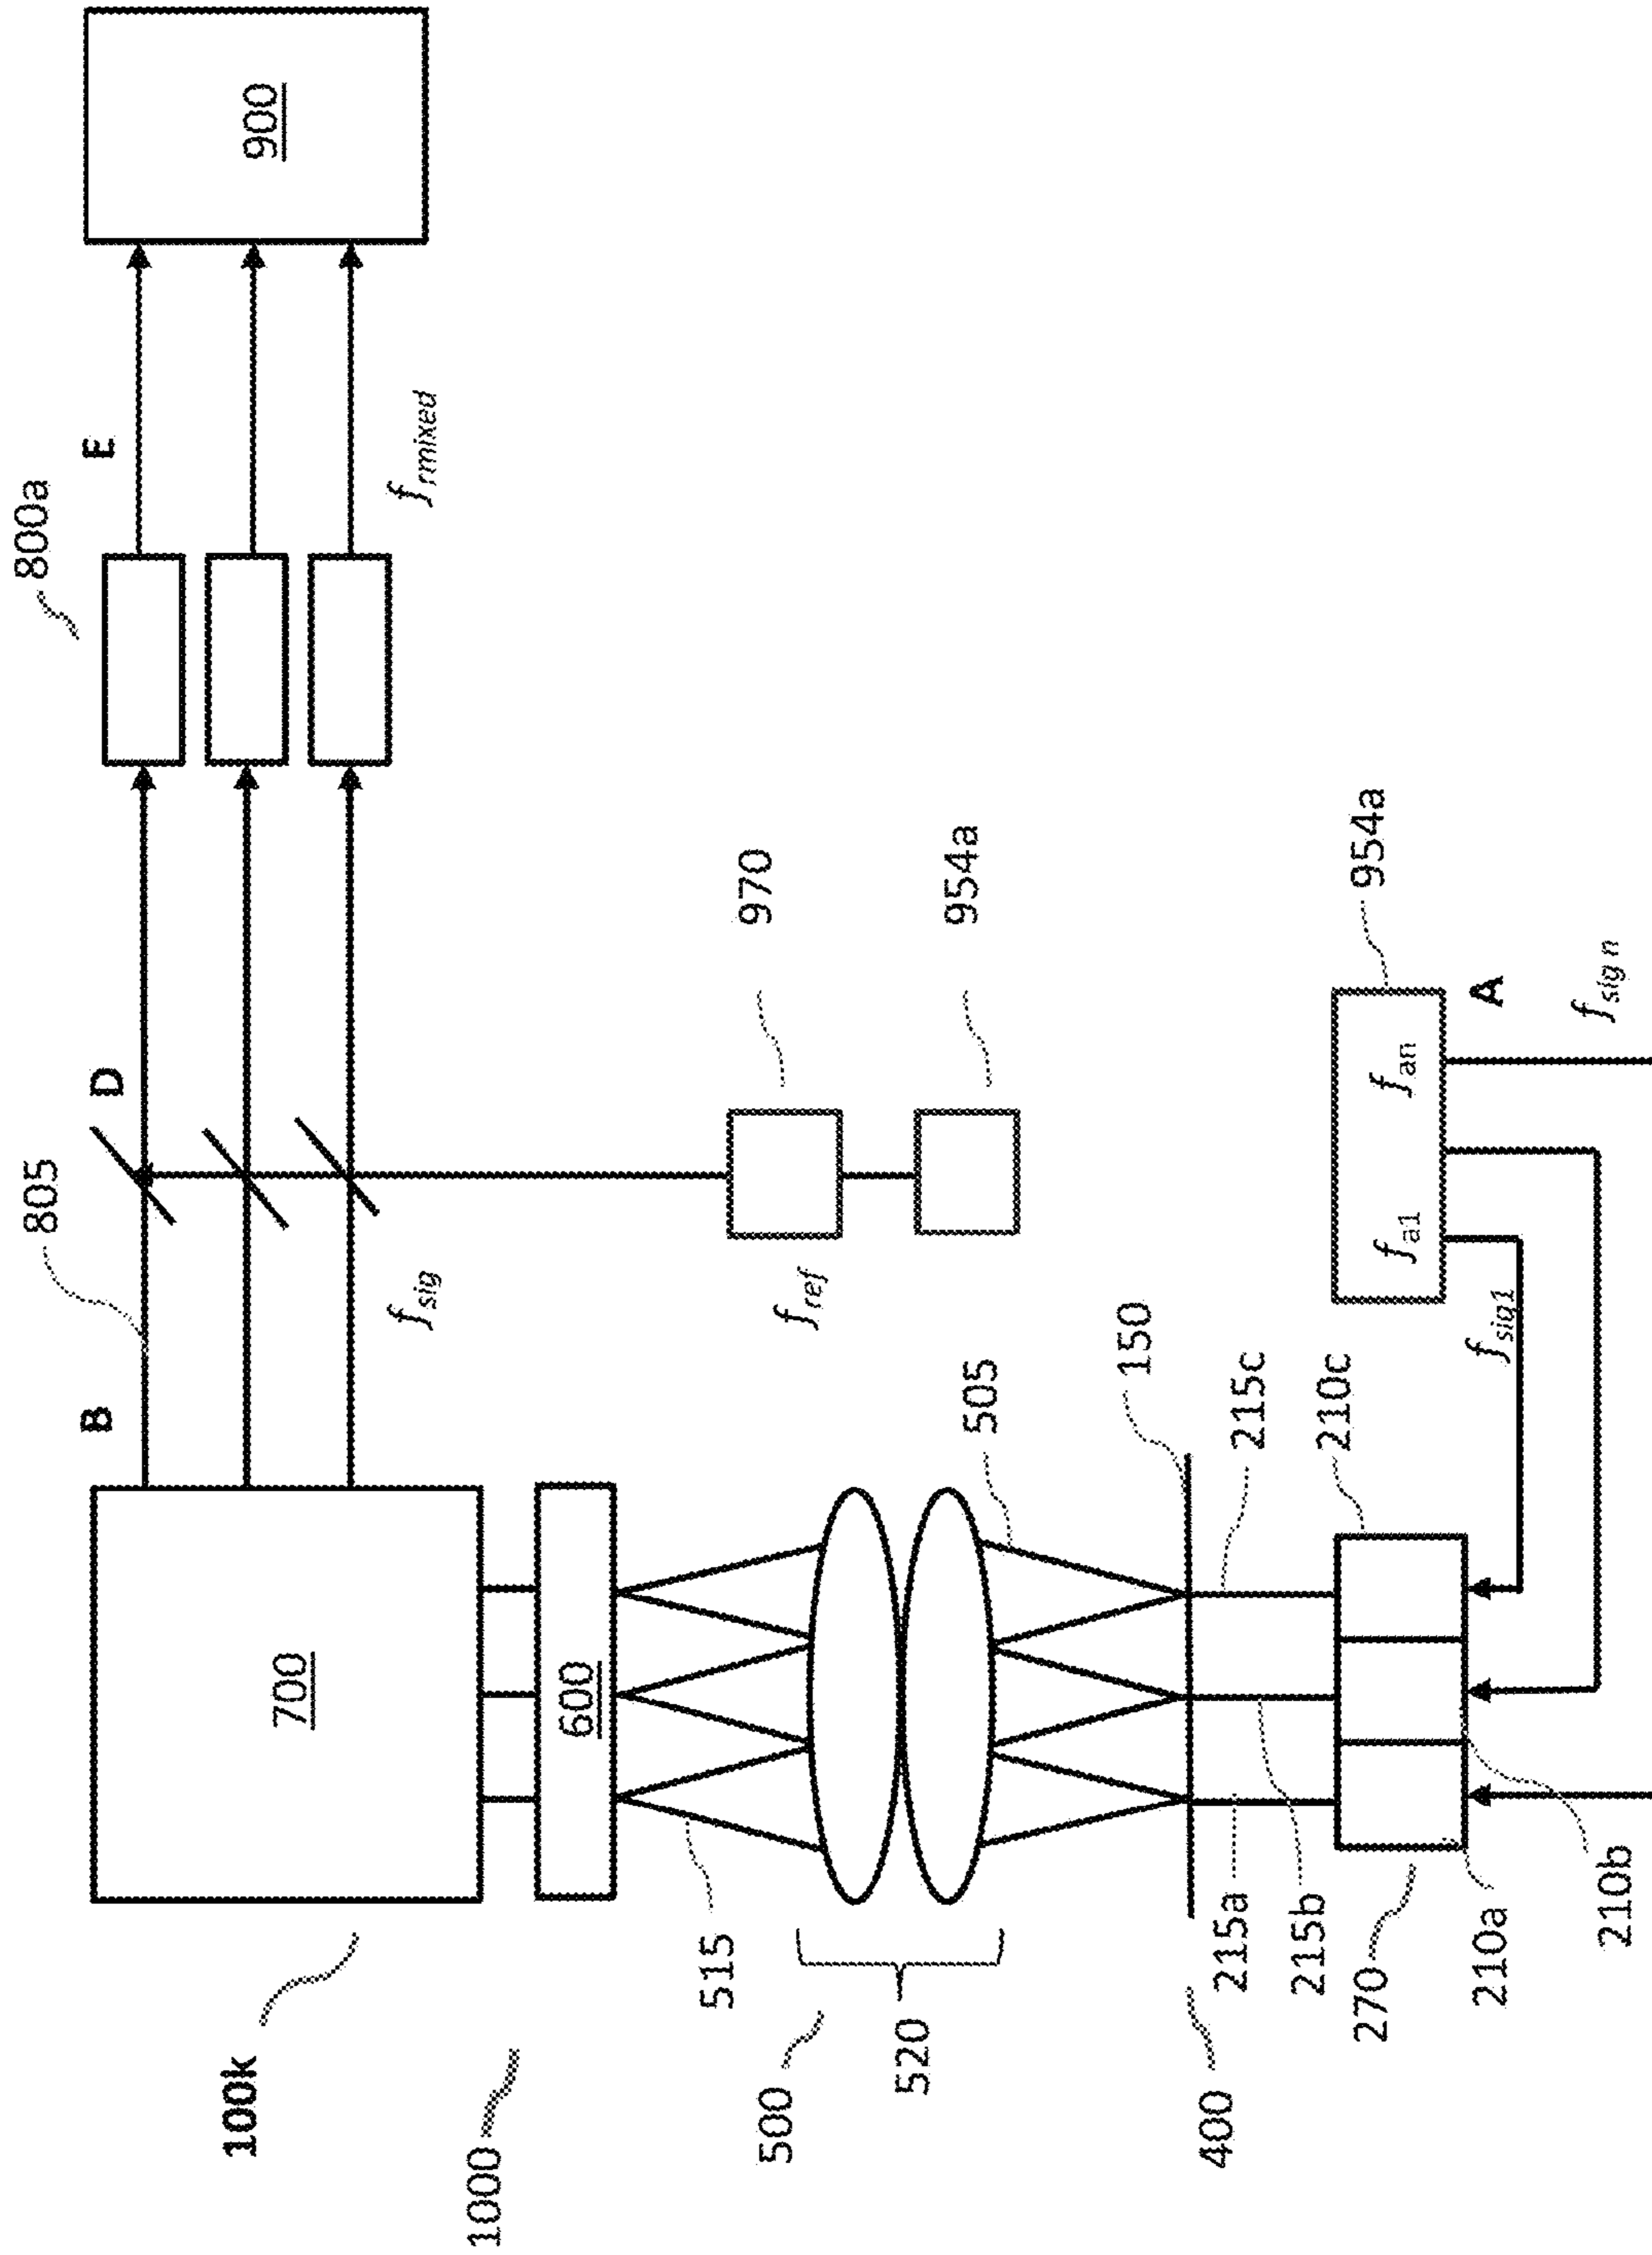 100k
1000
500
520
515
400
215a
215b
270
210a
210b
700
600
505
150
215c
210c
B
805
f_sig
f_ref
f_sig1
f_a1
f_an
954a
A
f_sig n
D
970
954a
800a
E
f_rmixed
900